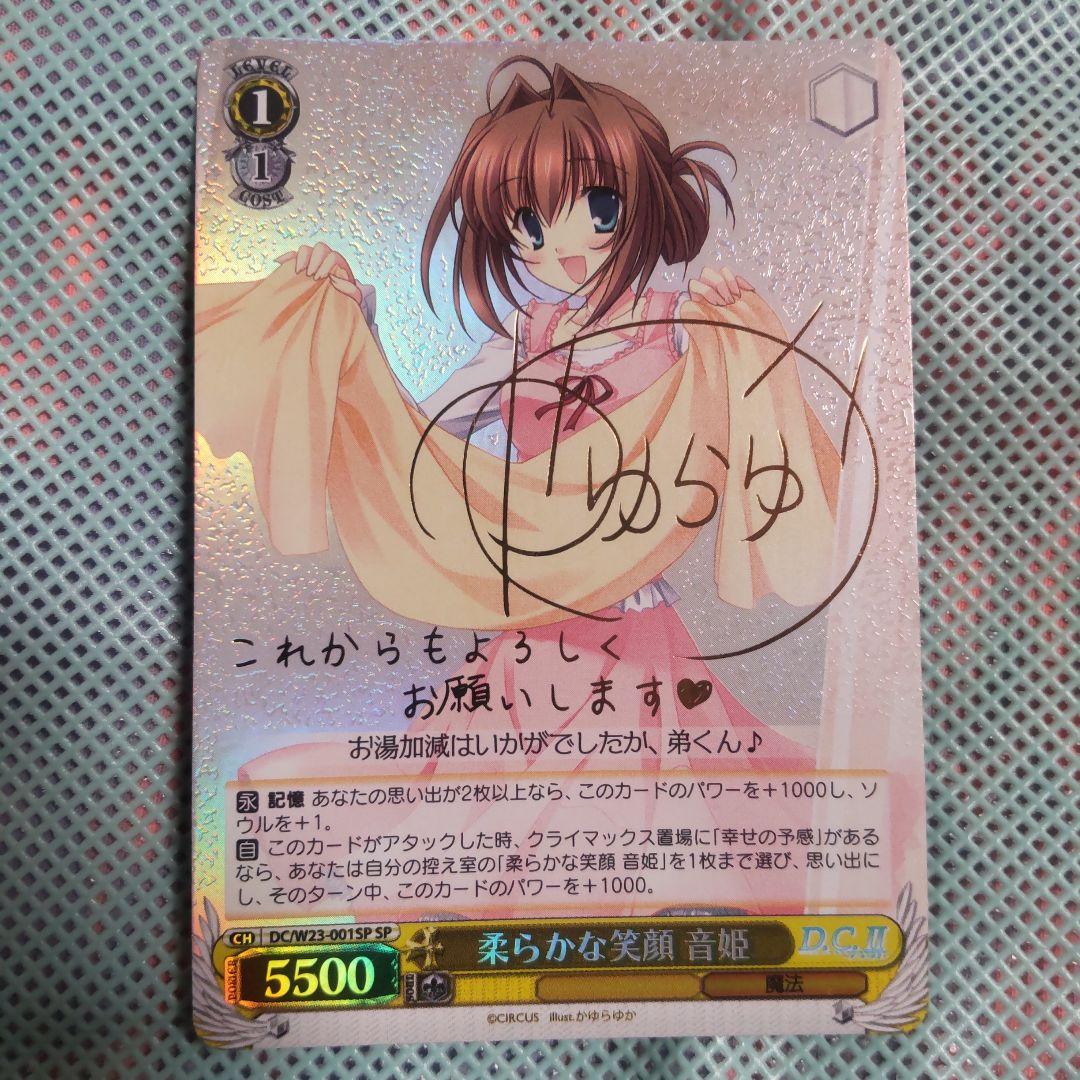 LEVEL
1
1
COST
かゆらゆか
これからもよろしく
お願いします♥
お湯加減はいかがでしたか、弟くん♪
永 記憶 あなたの思い出が2枚以上なら、このカードのパワーを＋1000し、ソ
ウルを＋1。
自 このカードがアタックした時、クライマックス置場に「幸せの予感」がある
なら、あなたは自分の控え室の「柔らかな笑顔 音姫」を1枚まで選び、思い出に
し、そのターン中、このカードのパワーを＋1000。
CH DC/W23-001SP SP
柔らかな笑顔 音姫
D.C.II
POWER 5500 SOUL
魔法
©CIRCUS illust.かゆらゆか